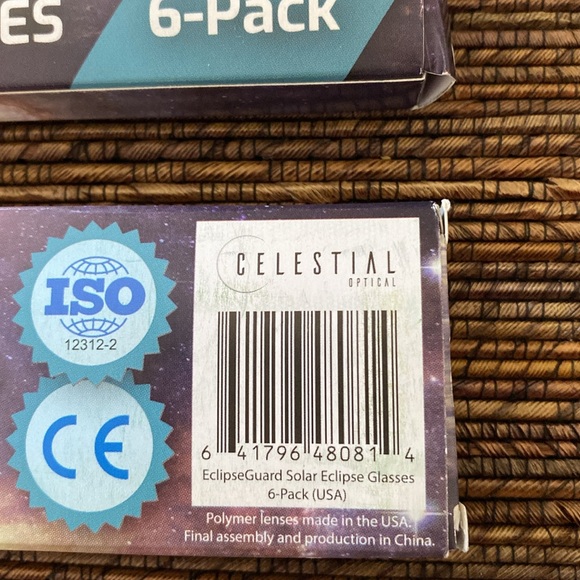 ES
6-Pack
ISO
12312-2
CE
CELESTIAL
OPTICAL
6 41796 48081 4
EclipseGuard Solar Eclipse Glasses
6-Pack (USA)
Polymer lenses made in the USA.
Final assembly and production in China.